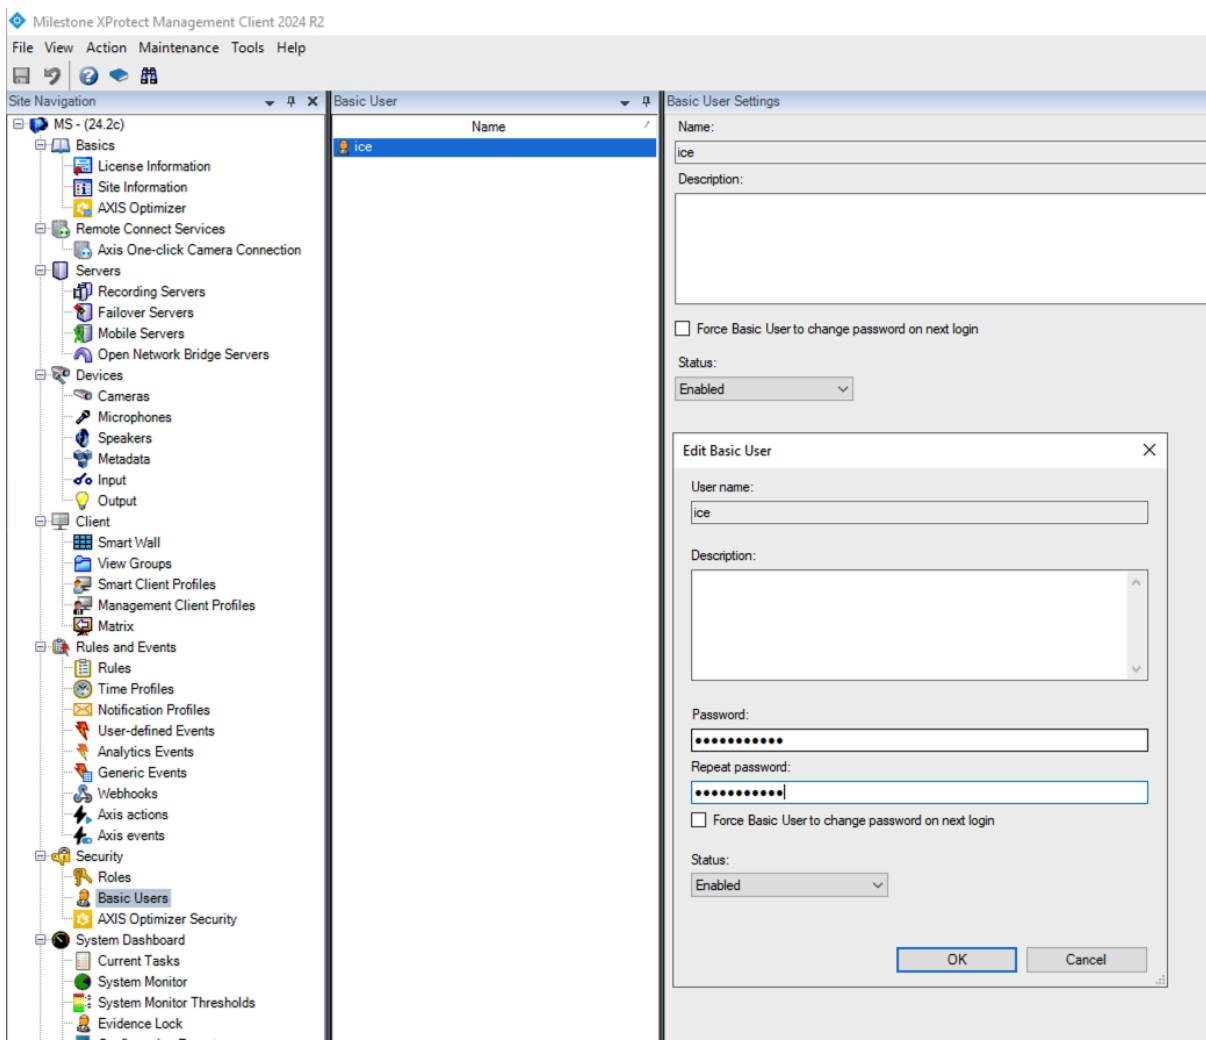 Milestone XProtect Management Client 2024 R2
File View Action Maintenance Tools Help
Site Navigation
MS - (24.2c)
Basics
License Information
Site Information
AXIS Optimizer
Remote Connect Services
Axis One-click Camera Connection
Servers
Recording Servers
Failover Servers
Mobile Servers
Open Network Bridge Servers
Devices
Cameras
Microphones
Speakers
Metadata
Input
Output
Client
Smart Wall
View Groups
Smart Client Profiles
Management Client Profiles
Matrix
Rules and Events
Rules
Time Profiles
Notification Profiles
User-defined Events
Analytics Events
Generic Events
Webhooks
Axis actions
Axis events
Security
Roles
Basic Users
AXIS Optimizer Security
System Dashboard
Current Tasks
System Monitor
System Monitor Thresholds
Evidence Lock
Basic User
Name
ice
Basic User Settings
Name:
ice
Description:
Force Basic User to change password on next login
Status:
Enabled
Edit Basic User
User name:
ice
Description:
Password:
●●●●●●●●●●●
Repeat password:
●●●●●●●●●●●
Force Basic User to change password on next login
Status:
Enabled
OK Cancel